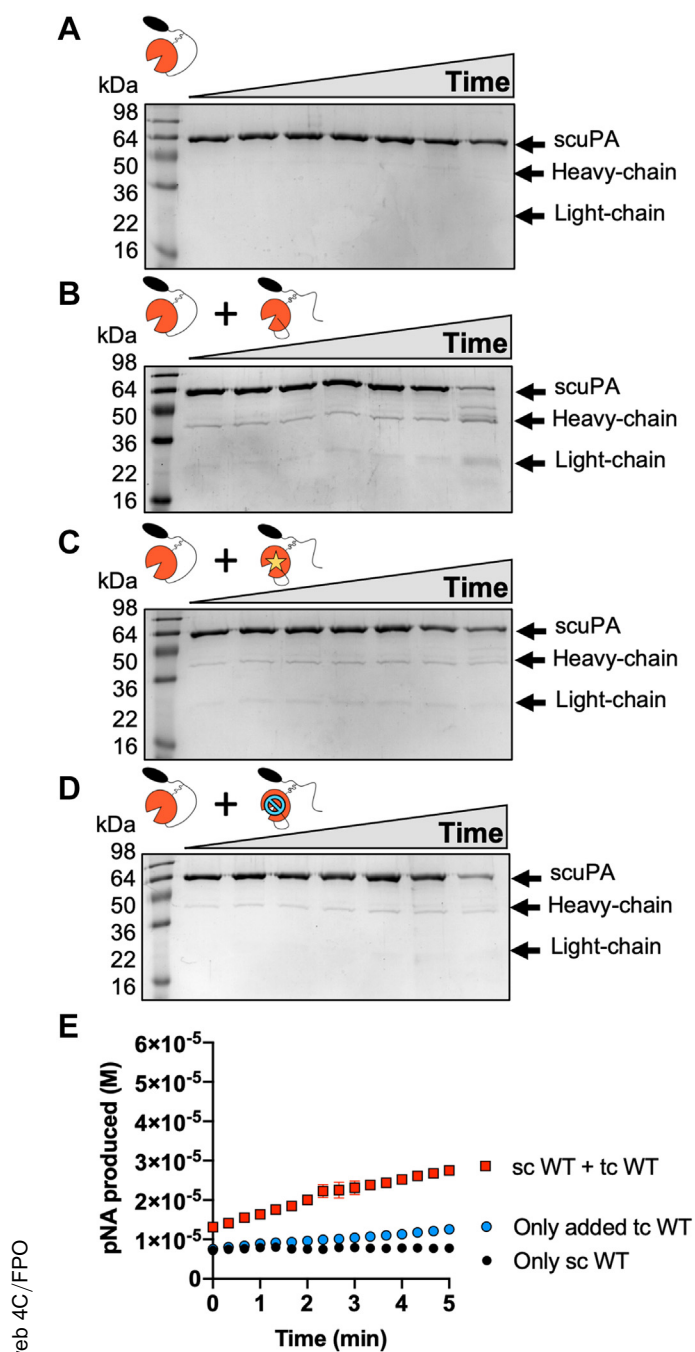 A
kDa
Time
98
64
50
36
22
16
scuPA
Heavy-chain
Light-chain
B
+
kDa
Time
98
64
50
36
22
16
scuPA
Heavy-chain
Light-chain
C
+
kDa
Time
98
64
50
36
22
16
scuPA
Heavy-chain
Light-chain
D
+
kDa
Time
98
64
50
36
22
16
scuPA
Heavy-chain
Light-chain
E
pNA produced (M)
6×10⁻⁵
5×10⁻⁵
4×10⁻⁵
3×10⁻⁵
2×10⁻⁵
1×10⁻⁵
0
0 1 2 3 4 5
Time (min)
sc WT + tc WT
Only added tc WT
Only sc WT
eb 4C/FPO